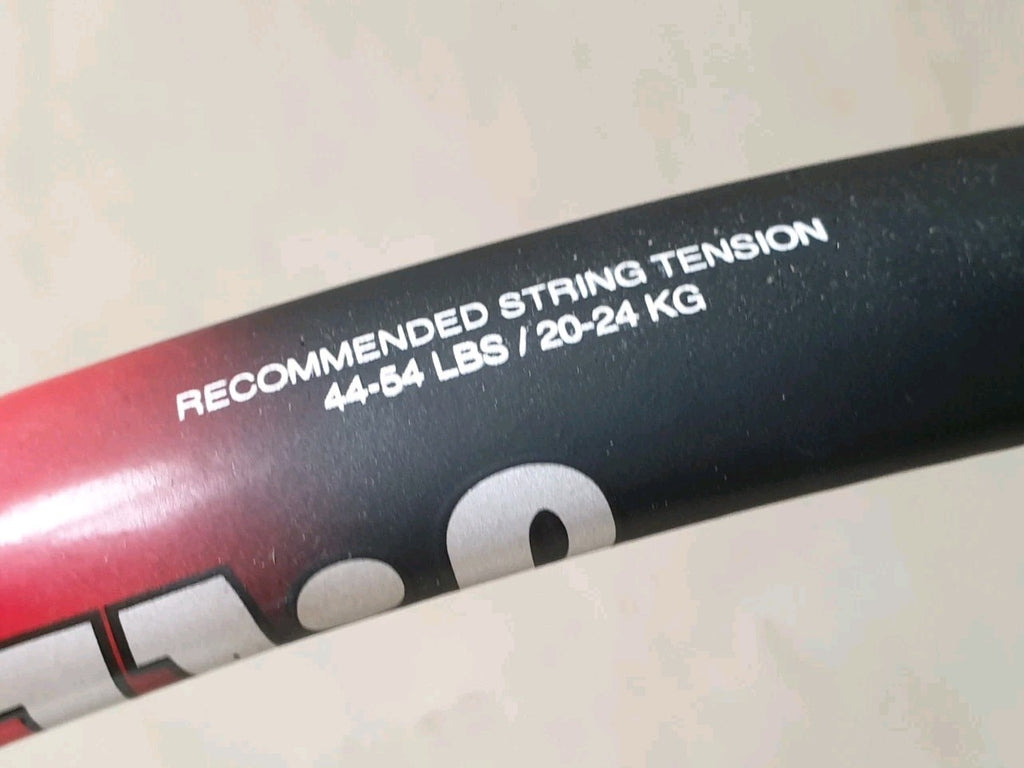 RECOMMENDED STRING TENSION
44-54 LBS / 20-24 KG